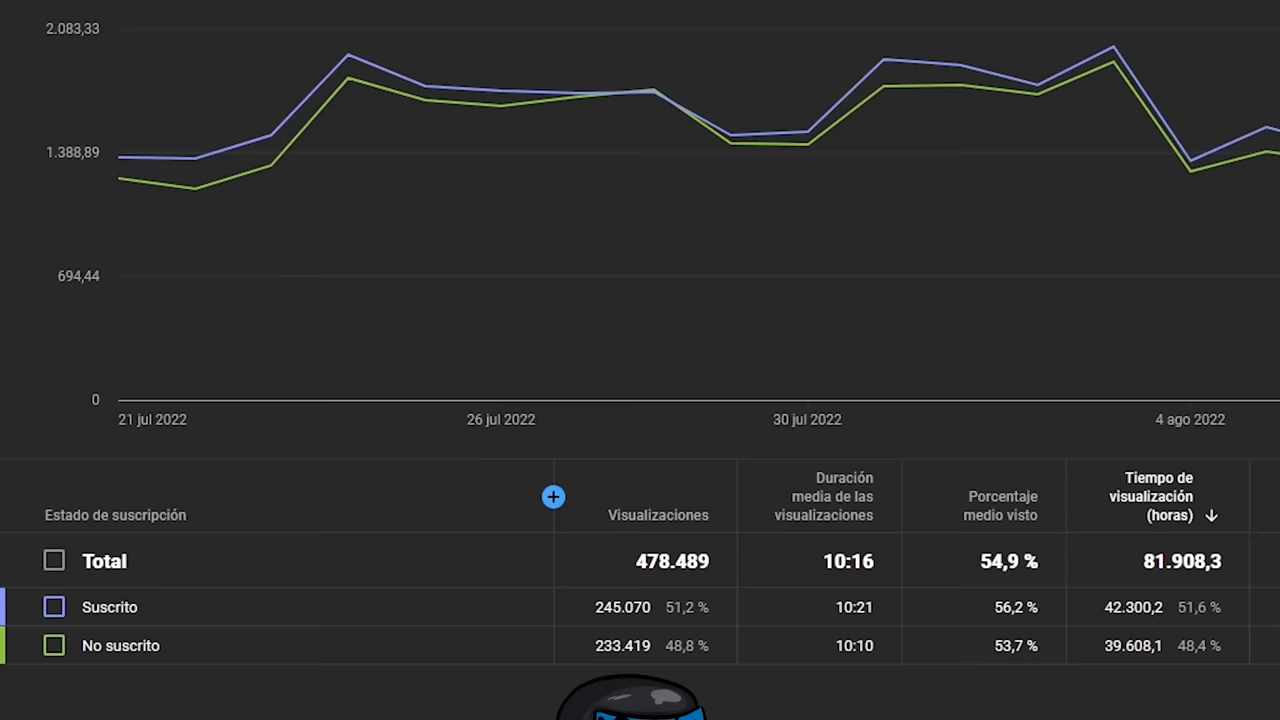 2.083,33
1.388,89
694,44
0
21 jul 2022
26 jul 2022
30 jul 2022
4 ago 2022
Estado de suscripción
Visualizaciones
Duración
media de las
visualizaciones
Porcentaje
medio visto
Tiempo de
visualización
(horas)
Total 478.489 10:16 54,9 % 81.908,3
Suscrito 245.070 51,2 % 10:21 56,2 % 42.300,2 51,6 %
No suscrito 233.419 48,8 % 10:10 53,7 % 39.608,1 48,4 %